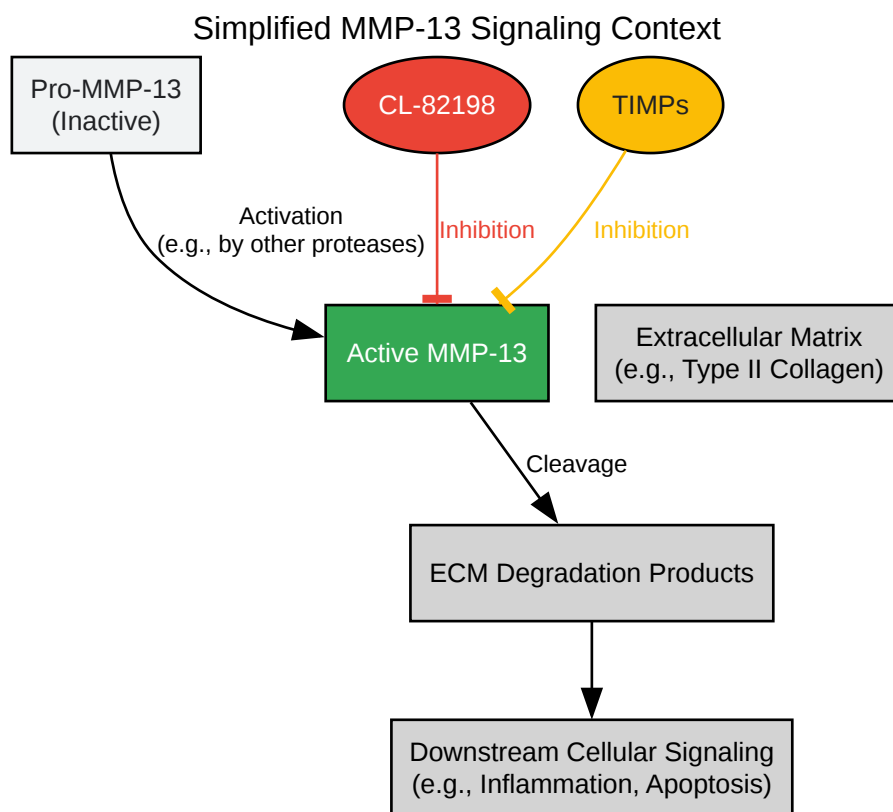 Simplified MMP-13 Signaling Context
Pro-MMP-13
(Inactive)
CL-82198
TIMPs
Activation
(e.g., by other proteases)
Inhibition
Inhibition
Active MMP-13
Extracellular Matrix
(e.g., Type II Collagen)
Cleavage
ECM Degradation Products
Downstream Cellular Signaling
(e.g., Inflammation, Apoptosis)